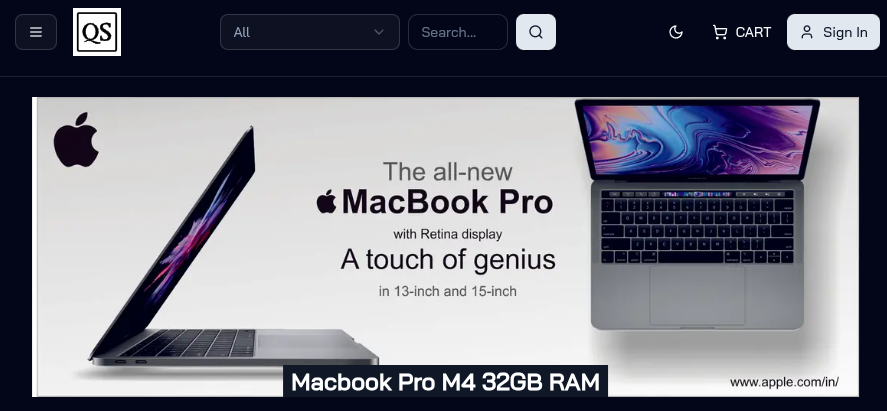 QS
All
Search...
CART
Sign In
The all-new
MacBook Pro
with Retina display
A touch of genius
in 13-inch and 15-inch
Macbook Pro M4 32GB RAM
www.apple.com/in/